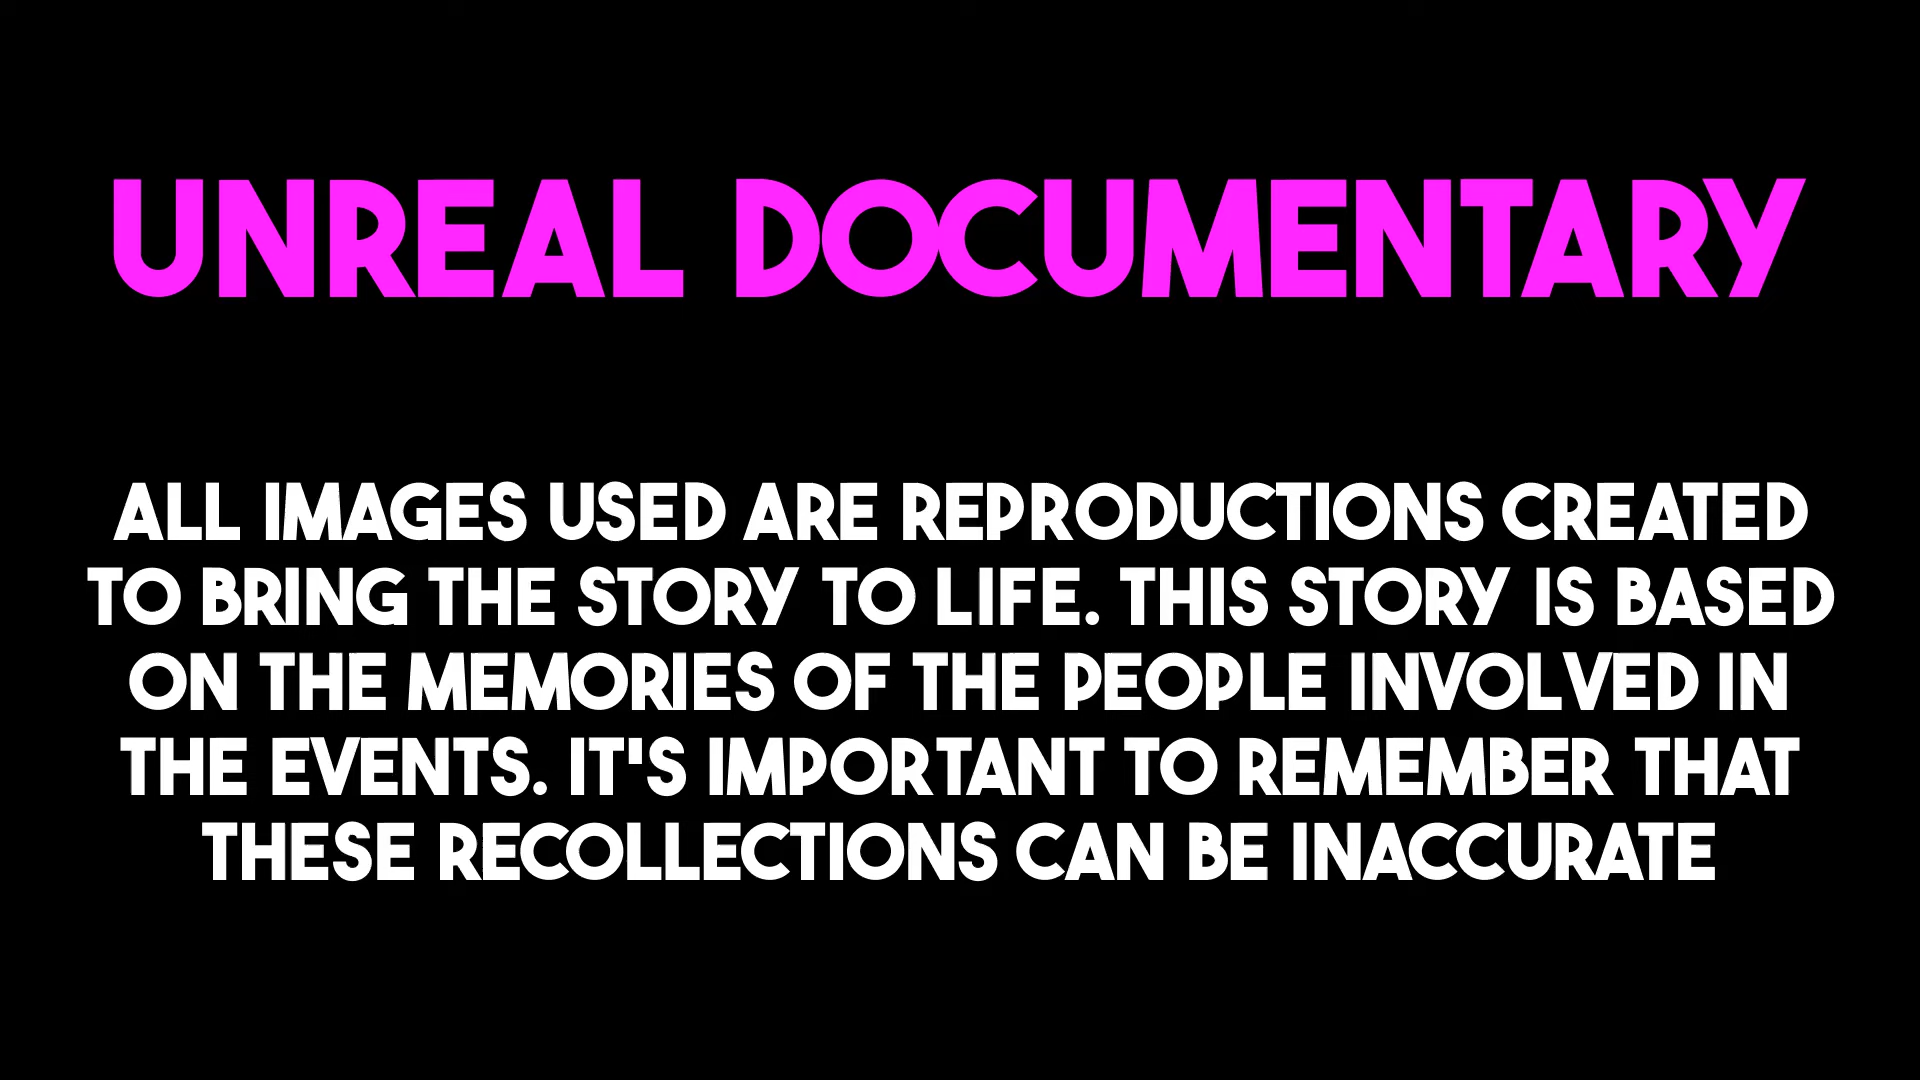 UNREAL DOCUMENTARY
ALL IMAGES USED ARE REPRODUCTIONS CREATED
TO BRING THE STORY TO LIFE. THIS STORY IS BASED
ON THE MEMORIES OF THE PEOPLE INVOLVED IN
THE EVENTS. IT'S IMPORTANT TO REMEMBER THAT
THESE RECOLLECTIONS CAN BE INACCURATE